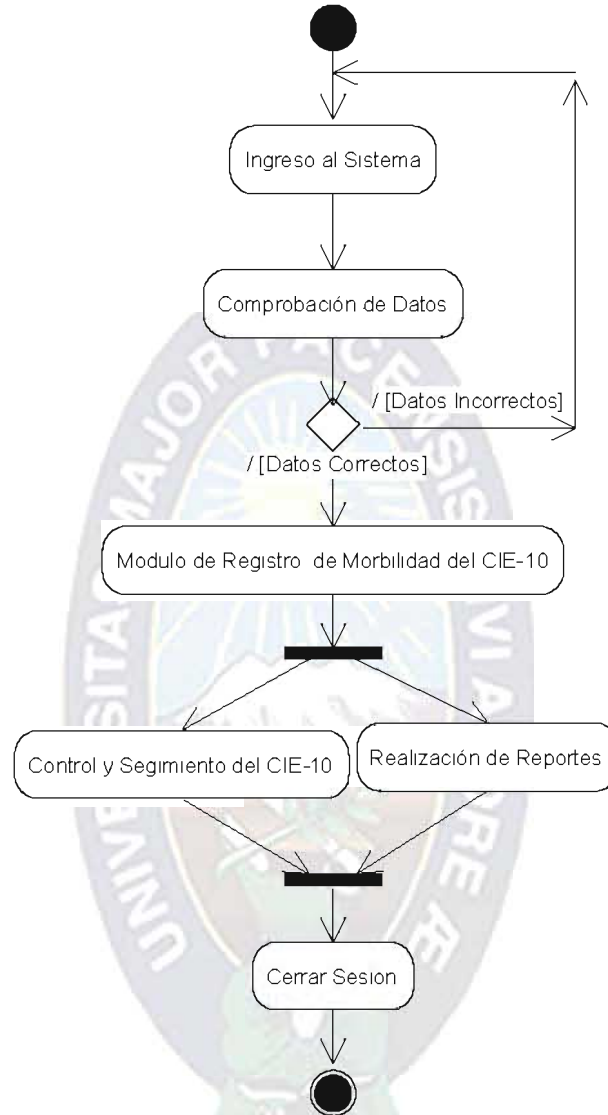 Ingreso al Sistema
Comprobación de Datos
/ [Datos Incorrectos]
/ [Datos Correctos]
Modulo de Registro de Morbilidad del CIE-10
Control y Segimiento del CIE-10
Realización de Reportes
Cerrar Sesion